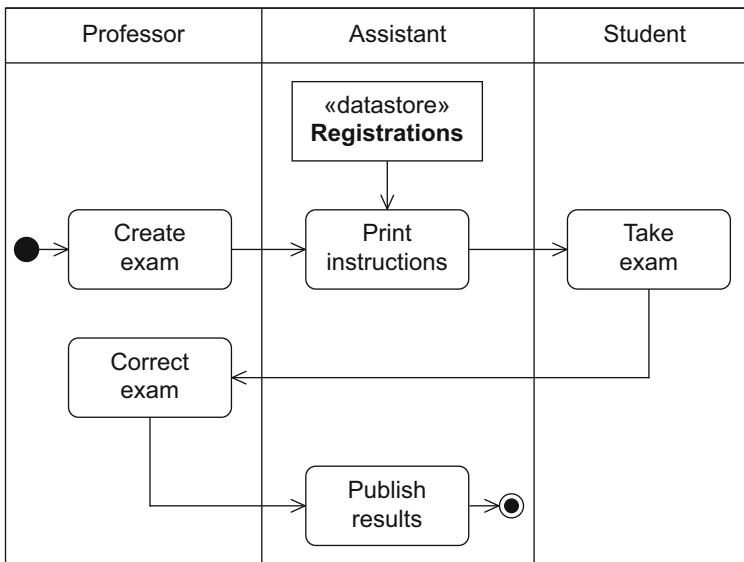 Professor
Assistant
Student
«datastore»
Registrations
Create
exam
Print
instructions
Take
exam
Correct
exam
Publish
results